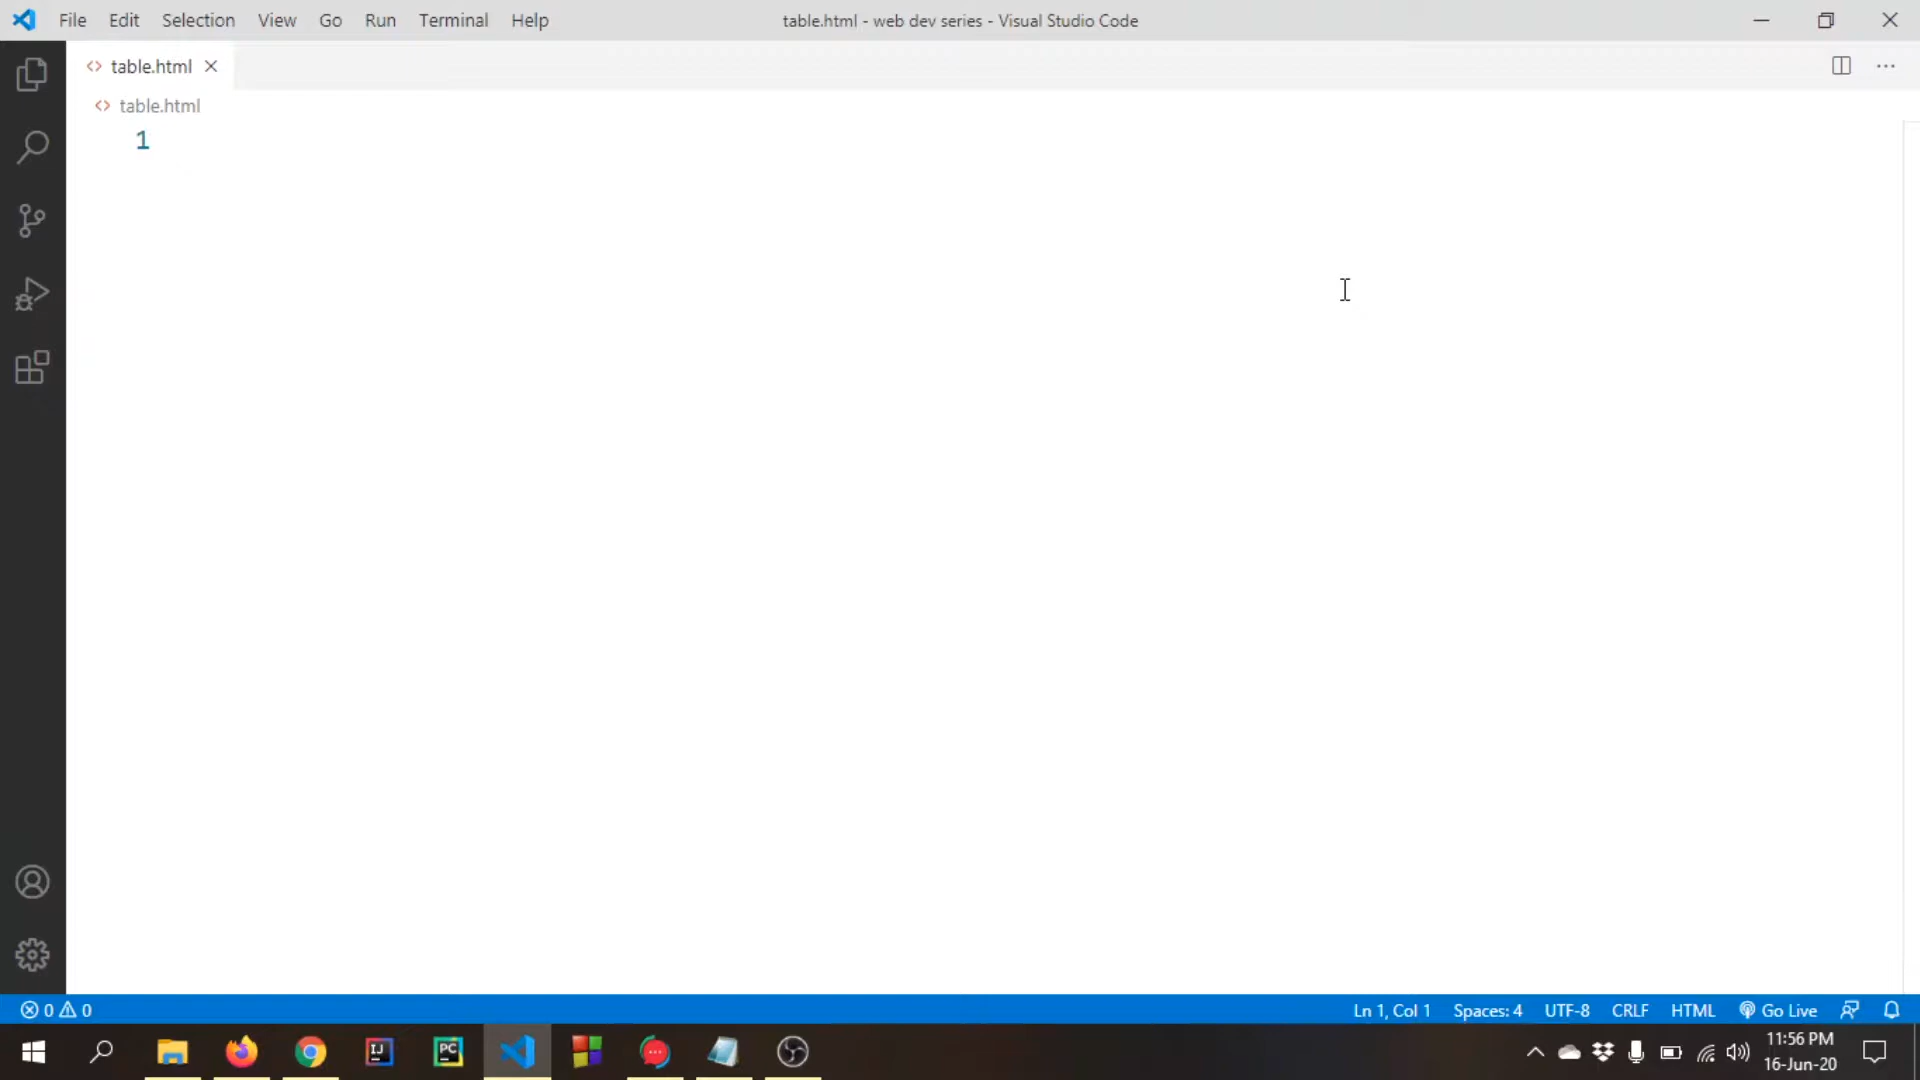 File Edit Selection View Go Run Terminal Help
table.html - web dev series - Visual Studio Code
table.html
table.html
1
0 0
Ln 1, Col 1 Spaces: 4 UTF-8 CRLF HTML Go Live
IJ
PC
11:56 PM
16-Jun-20